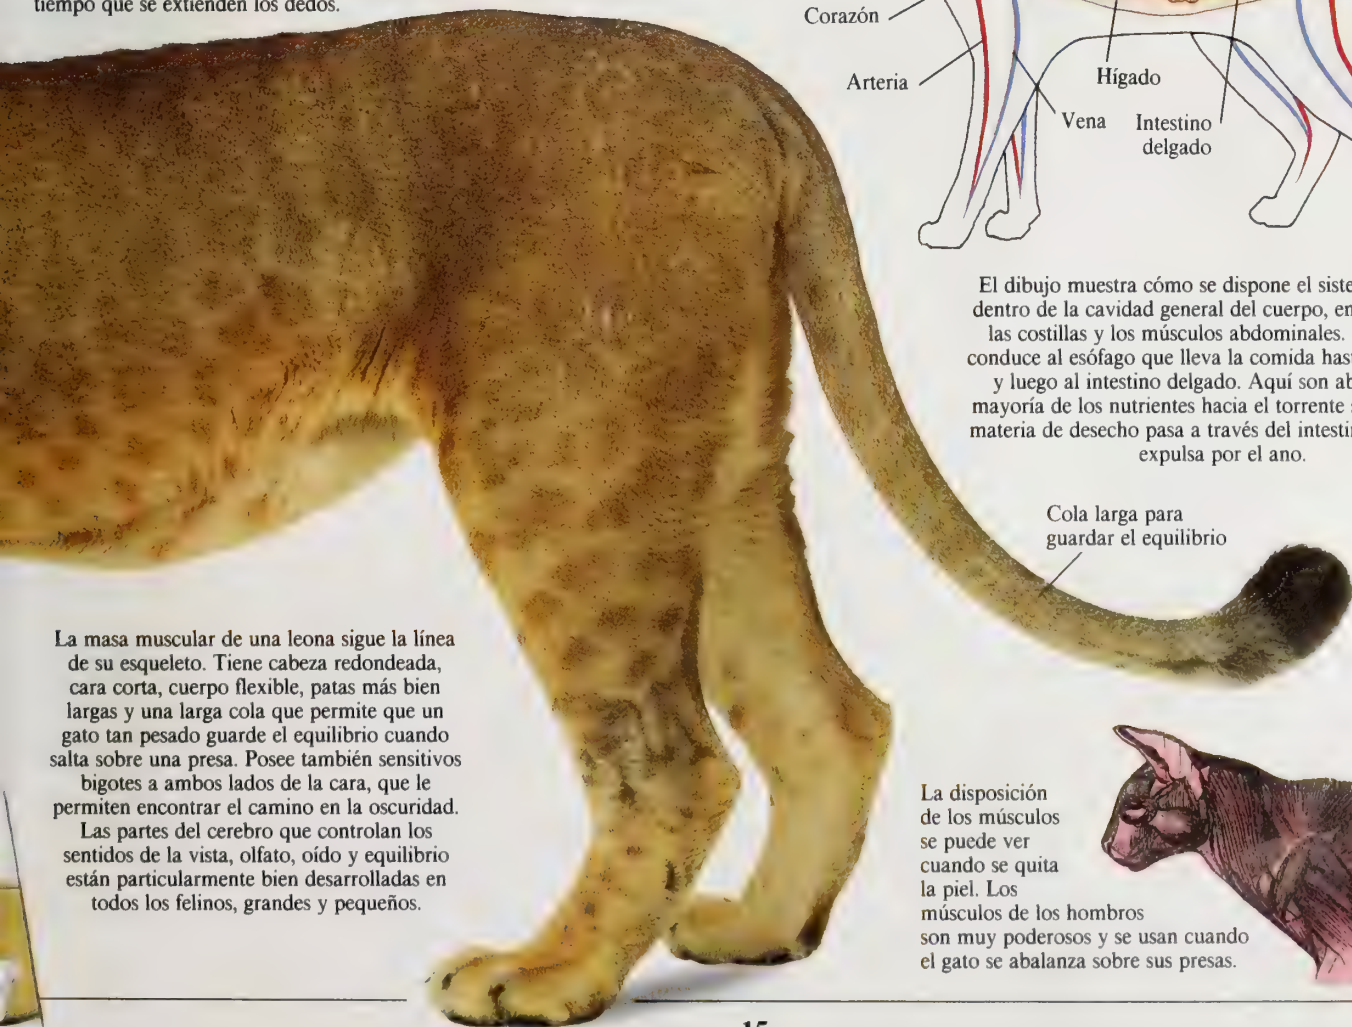 tiempo que se extienden los dedos.
Corazón
Arteria
Hígado
Vena
Intestino
delgado
El dibujo muestra cómo se dispone el
dentro de la cavidad general del cuerpo,
las costillas y los músculos abdominales.
conduce al esófago que lleva la comida
y luego al intestino delgado. Aquí son
mayoría de los nutrientes hacia el torrente
materia de desecho pasa a través del
expulsa por el ano.
Cola larga para
guardar el equilibrio
La masa muscular de una leona sigue la línea
de su esqueleto. Tiene cabeza redondeada,
cara corta, cuerpo flexible, patas más bien
largas y una larga cola que permite que un
gato tan pesado guarde el equilibrio cuando
salta sobre una presa. Posee también sensitivos
bigotes a ambos lados de la cara, que le
permiten encontrar el camino en la oscuridad.
Las partes del cerebro que controlan los
sentidos de la vista, olfato, oído y equilibrio
están particularmente bien desarrolladas en
todos los felinos, grandes y pequeños.
La disposición
de los músculos
se puede ver
cuando se quita
la piel. Los
músculos de los hombros
son muy poderosos y se usan cuando
el gato se abalanza sobre sus presas.